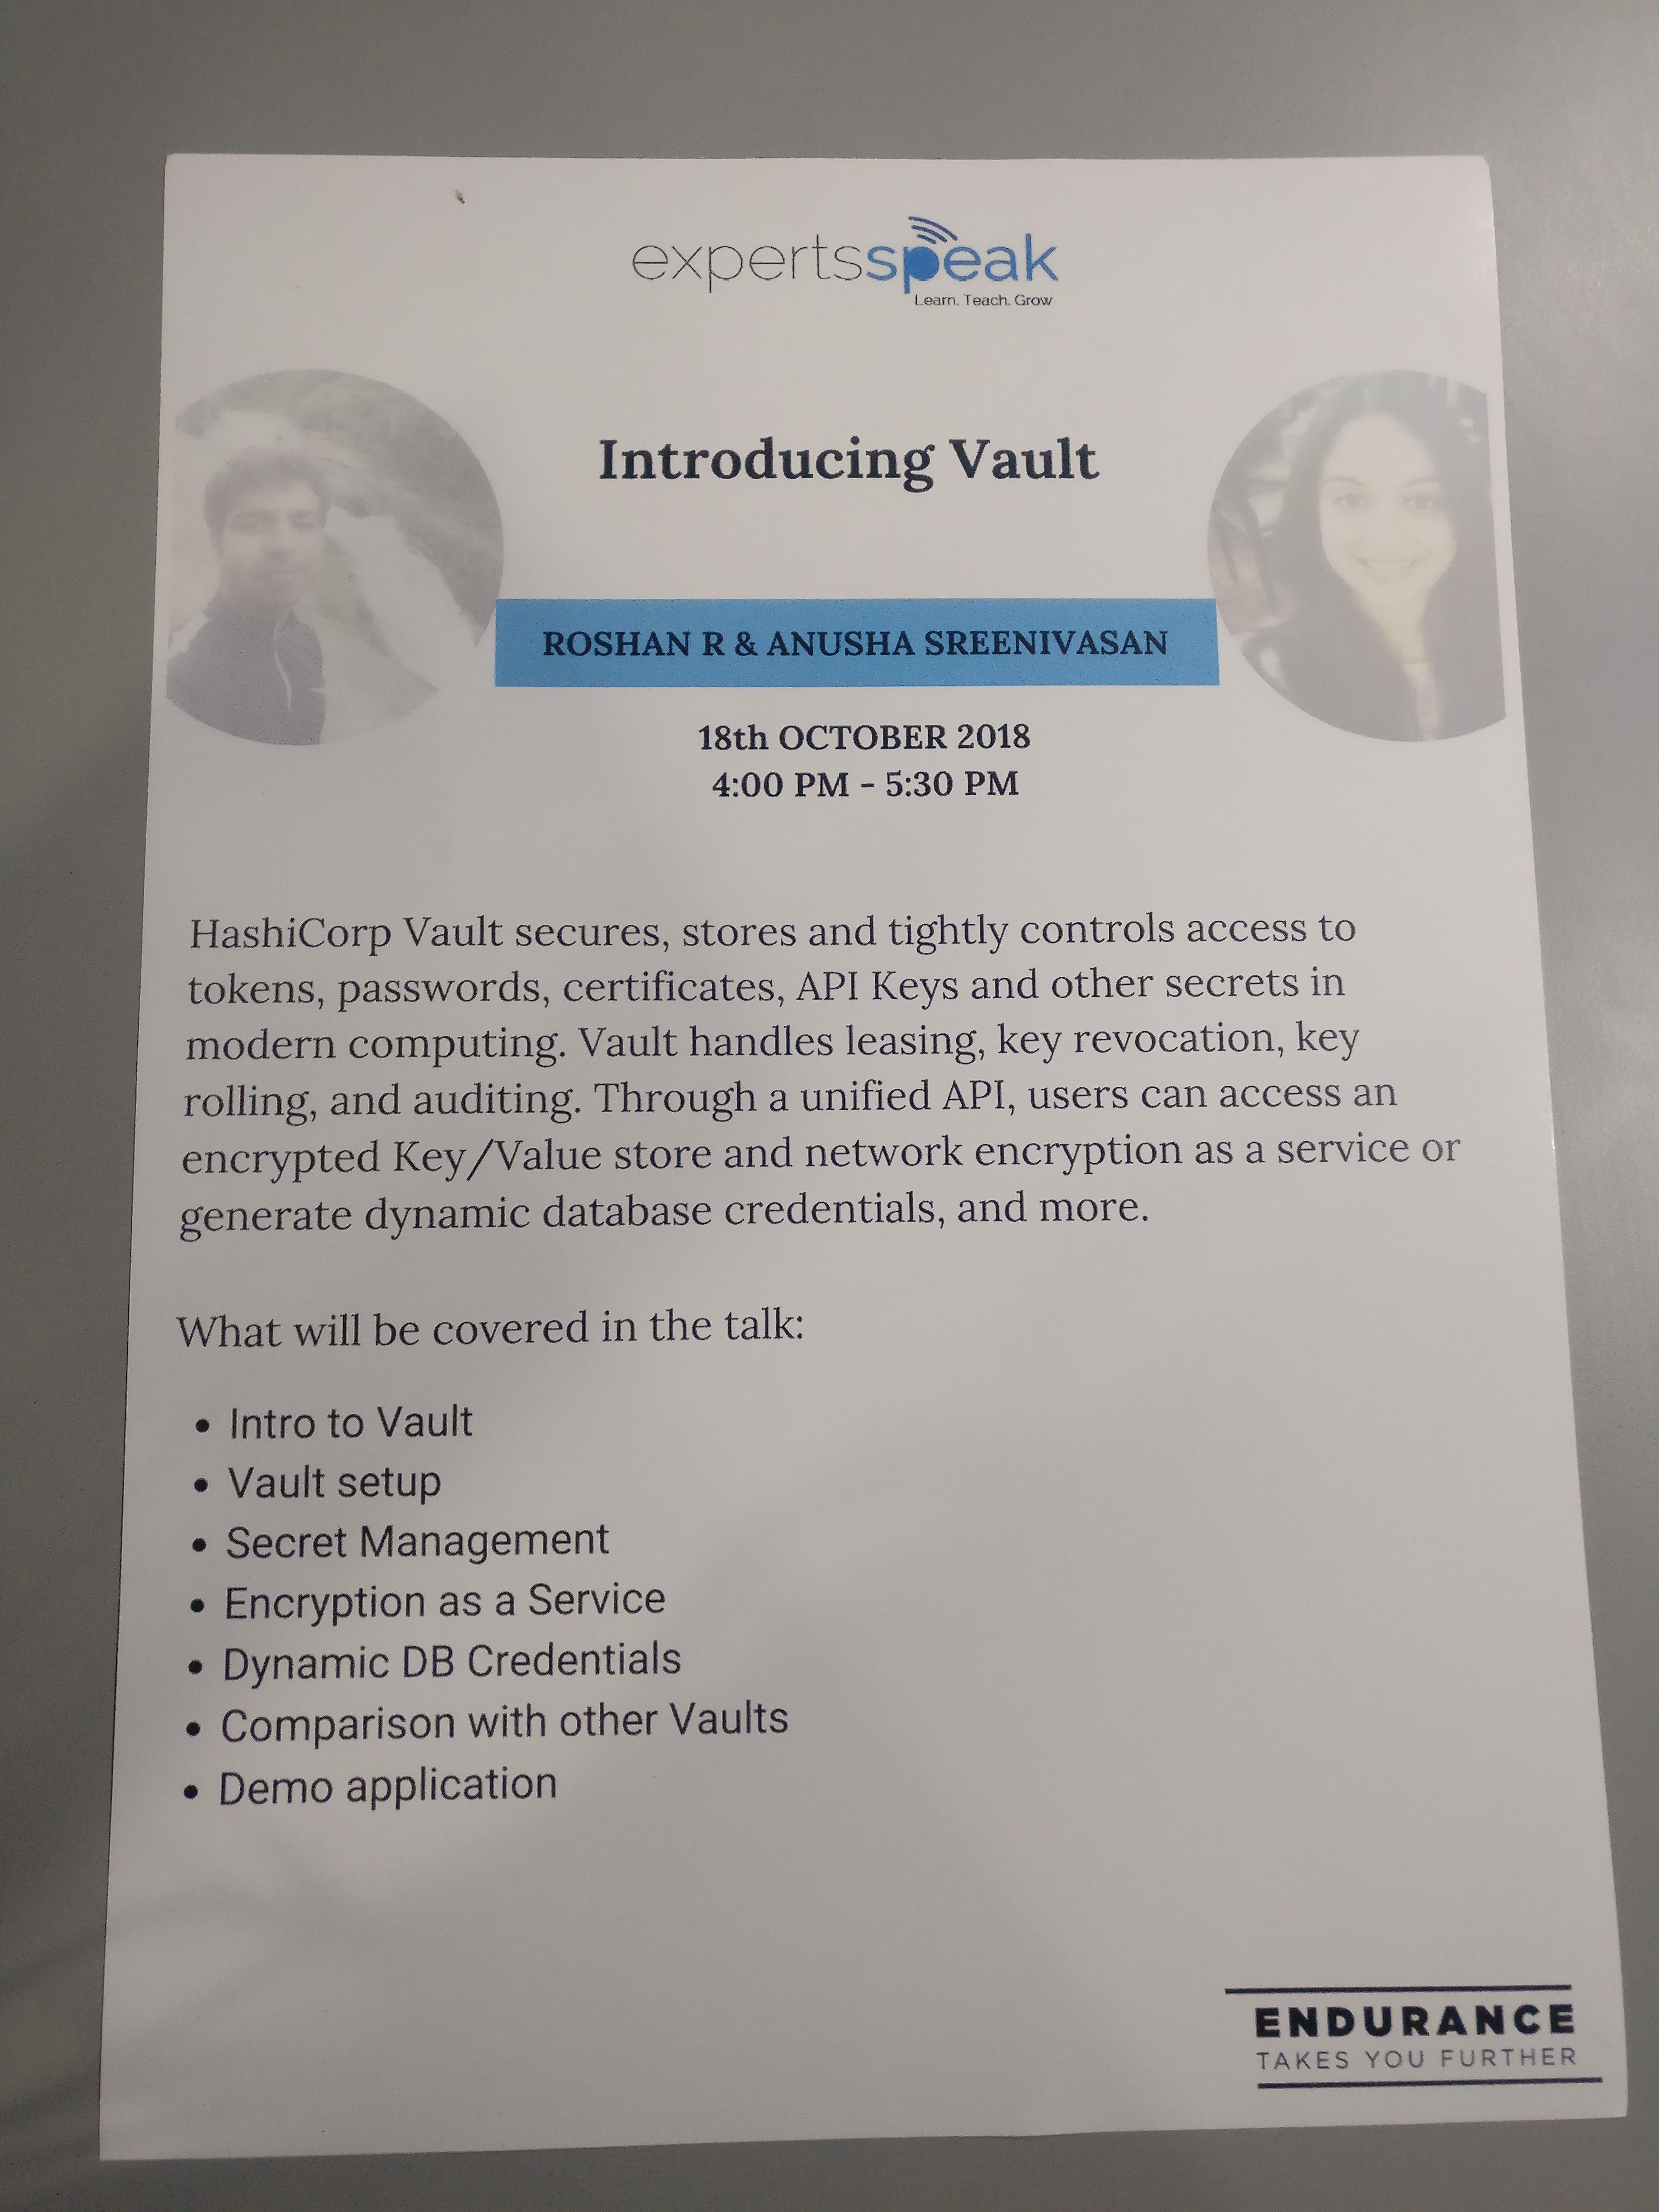 expertsspeak
Learn. Teach. Grow
Introducing Vault
ROSHAN R & ANUSHA SREENIVASAN
18th OCTOBER 2018
4:00 PM - 5:30 PM
HashiCorp Vault secures, stores and tightly controls access to
tokens, passwords, certificates, API Keys and other secrets in
modern computing. Vault handles leasing, key revocation, key
rolling, and auditing. Through a unified API, users can access an
encrypted Key/Value store and network encryption as a service or
generate dynamic database credentials, and more.
What will be covered in the talk:
• Intro to Vault
• Vault setup
• Secret Management
• Encryption as a Service
• Dynamic DB Credentials
• Comparison with other Vaults
• Demo application
ENDURANCE
TAKES YOU FURTHER